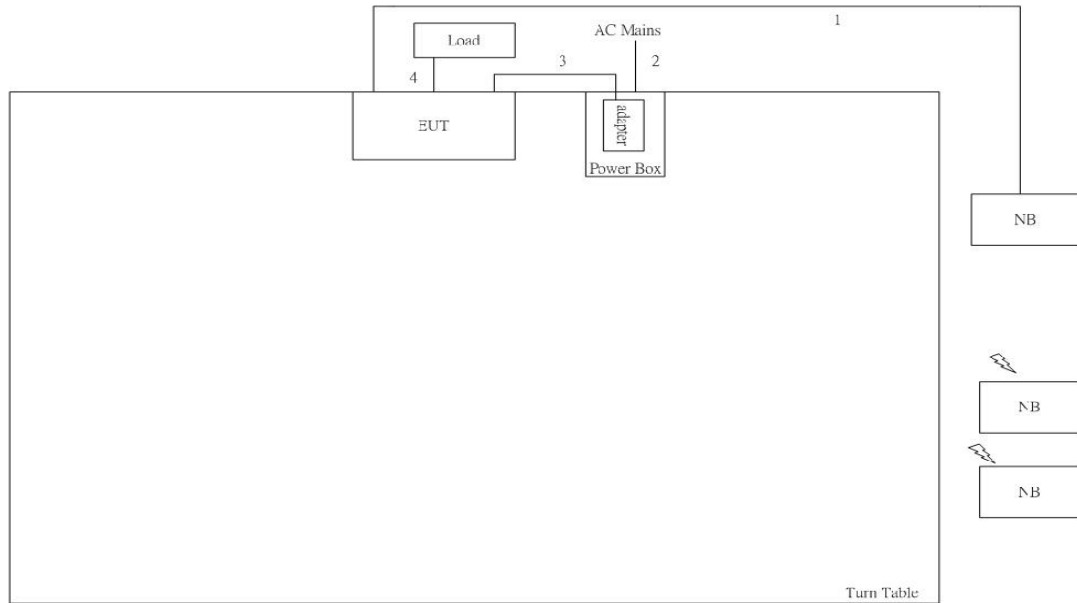 1
Load
AC Mains
4
3
2
EUT
adapter
Power Box
NB
NB
NB
Turn Table